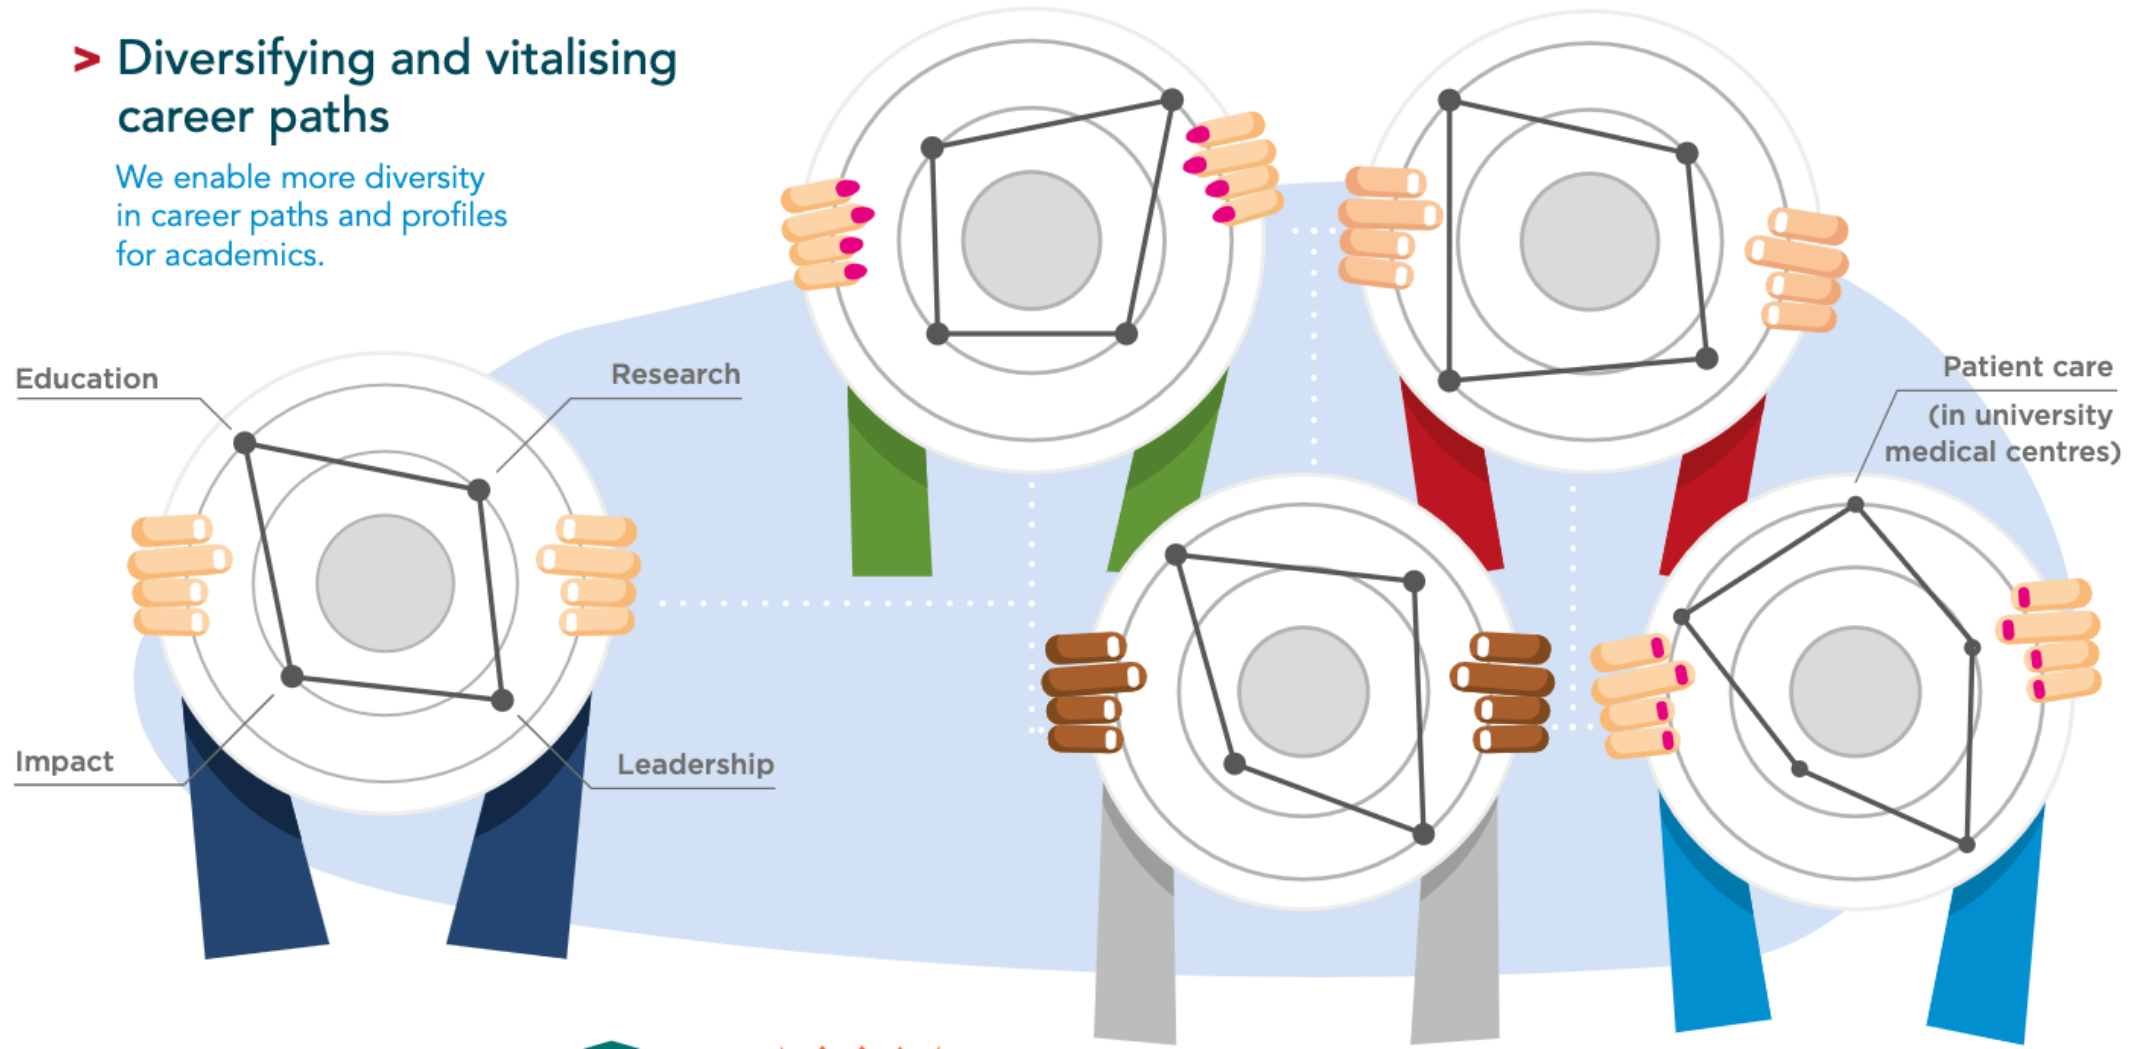 > Diversifying and vitalising
career paths
We enable more diversity
in career paths and profiles
for academics.
Education
Research
Impact
Leadership
Patient care
(in university
medical centres)